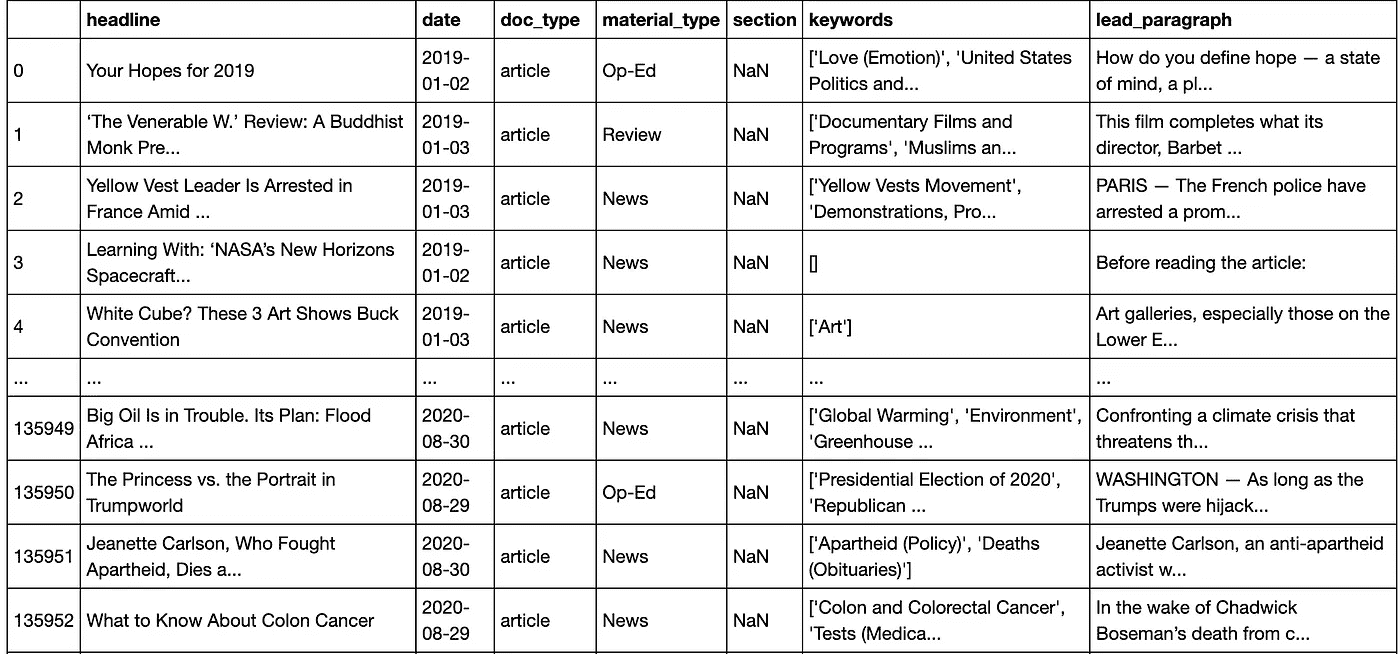 headline date doc_type material_type section keywords lead_paragraph
0 Your Hopes for 2019 2019-01-02 article Op-Ed NaN ['Love (Emotion)', 'United States Politics and... How do you define hope — a state of mind, a pl...
1 ‘The Venerable W.’ Review: A Buddhist Monk Pre... 2019-01-03 article Review NaN ['Documentary Films and Programs', 'Muslims an... This film completes what its director, Barbet ...
2 Yellow Vest Leader Is Arrested in France Amid ... 2019-01-03 article News NaN ['Yellow Vests Movement', 'Demonstrations, Pro... PARIS — The French police have arrested a prom...
3 Learning With: ‘NASA’s New Horizons Spacecraft... 2019-01-02 article News NaN [] Before reading the article:
4 White Cube? These 3 Art Shows Buck Convention 2019-01-03 article News NaN ['Art'] Art galleries, especially those on the Lower E...
... ... ... ... ... ... ... ...
135949 Big Oil Is in Trouble. Its Plan: Flood Africa ... 2020-08-30 article News NaN ['Global Warming', 'Environment', 'Greenhouse ... Confronting a climate crisis that threatens th...
135950 The Princess vs. the Portrait in Trumpworld 2020-08-29 article Op-Ed NaN ['Presidential Election of 2020', 'Republican ... WASHINGTON — As long as the Trumps were hijack...
135951 Jeanette Carlson, Who Fought Apartheid, Dies a... 2020-08-30 article News NaN ['Apartheid (Policy)', 'Deaths (Obituaries)'] Jeanette Carlson, an anti-apartheid activist w...
135952 What to Know About Colon Cancer 2020-08-29 article News NaN ['Colon and Colorectal Cancer', 'Tests (Medica... In the wake of Chadwick Boseman’s death from c...